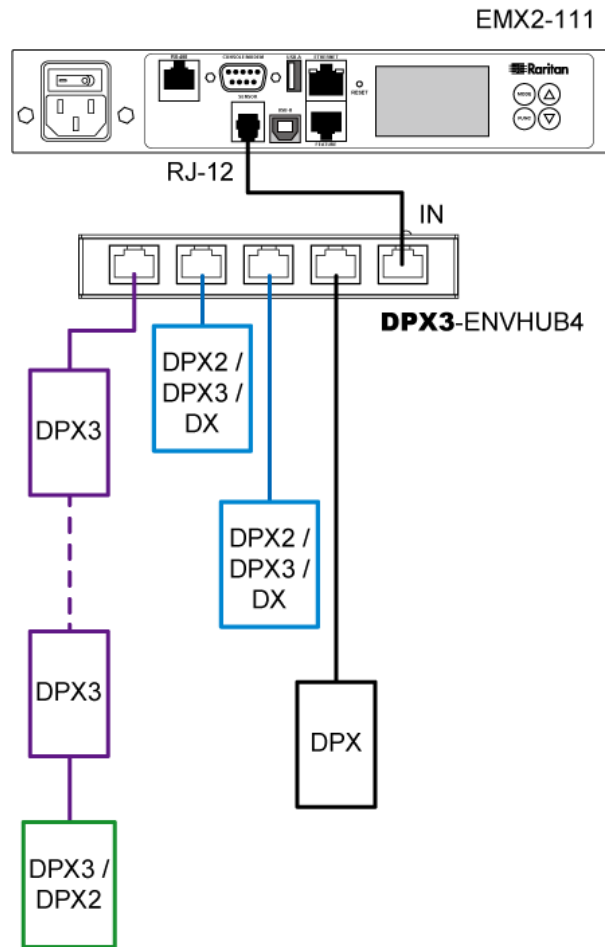 EMX2-111
RS-485
CONSOLE/MODEM
USB-A
ETHERNET
Raritan
SENSOR
USB-B
RESET
MODE
FUNC
FEATURE
RJ-12
IN
DPX3-ENVHUB4
DPX2 /
DPX3 /
DX
DPX3
DPX2 /
DPX3 /
DX
DPX3
DPX
DPX3 /
DPX2